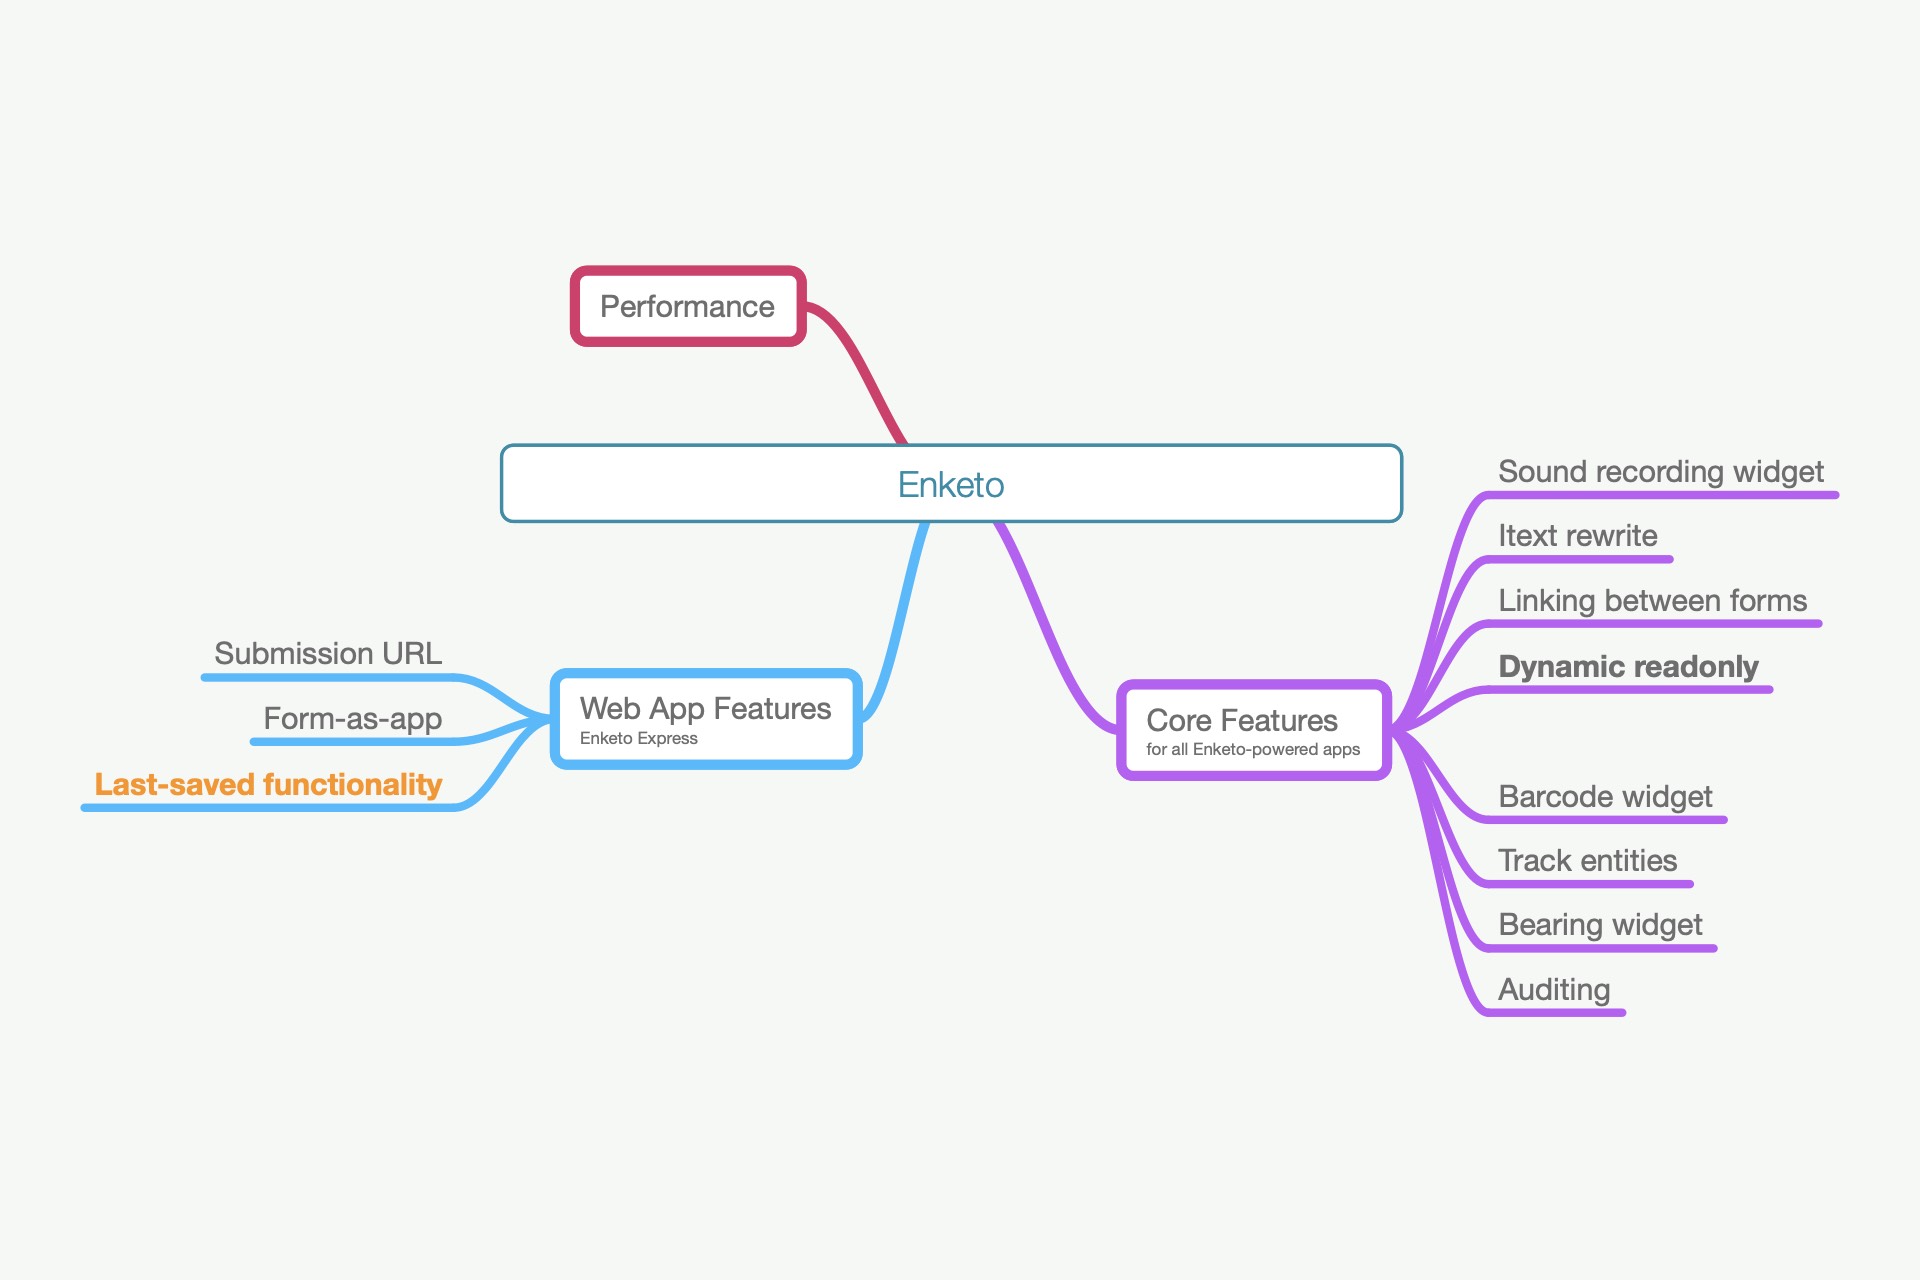 Performance
Enketo
Submission URL
Form-as-app
Last-saved functionality
Web App Features
Enketo Express
Core Features
for all Enketo-powered apps
Sound recording widget
Itext rewrite
Linking between forms
Dynamic readonly
Barcode widget
Track entities
Bearing widget
Auditing